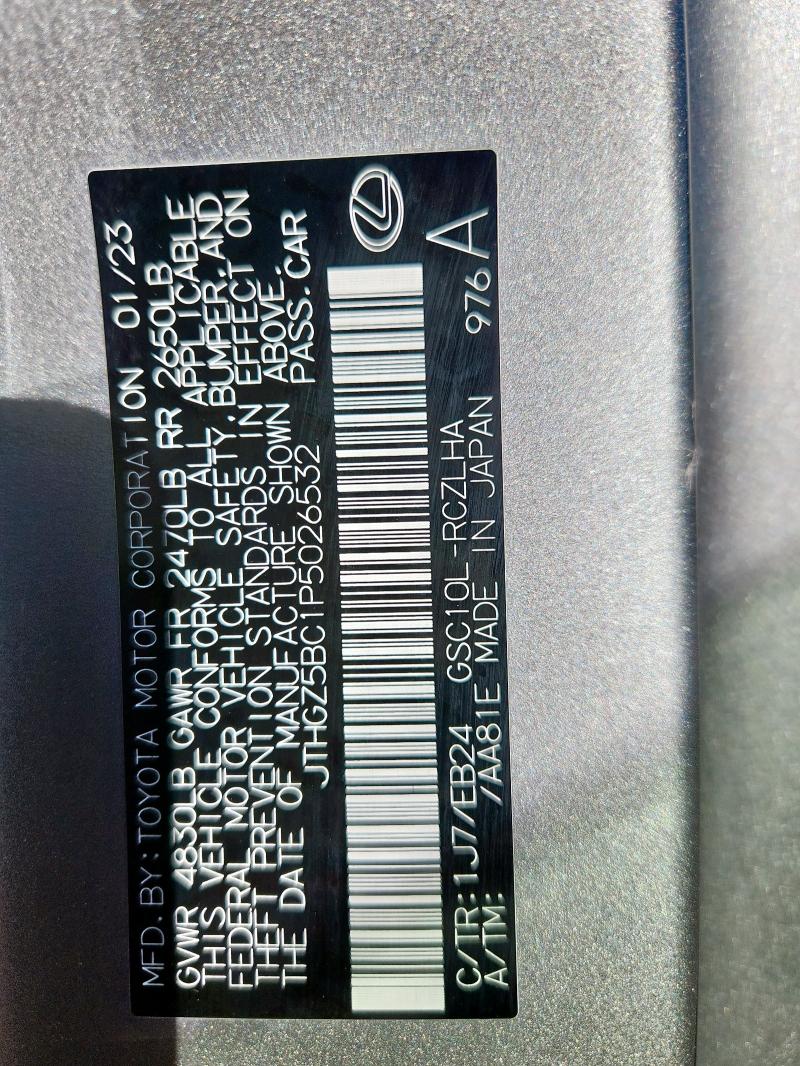 MFD.BY:TOYOTA MOTOR CORPORATION 01/23
GVWR 4830LB GAWR FR 2470LB RR 2650LB
THIS VEHICLE CONFORMS TO ALL APPLICABLE
FEDERAL MOTOR VEHICLE SAFETY,BUMPER,AND
THEFT PREVENTION STANDARDS IN EFFECT ON
THE DATE OF MANUFACTURE SHOWN ABOVE.
JTHGZ5BC1P5026532 PASS.CAR
C/TR:1J7/EB24 GSC10L-RCZLHA 976 A
A/TM: /AA81E MADE IN JAPAN